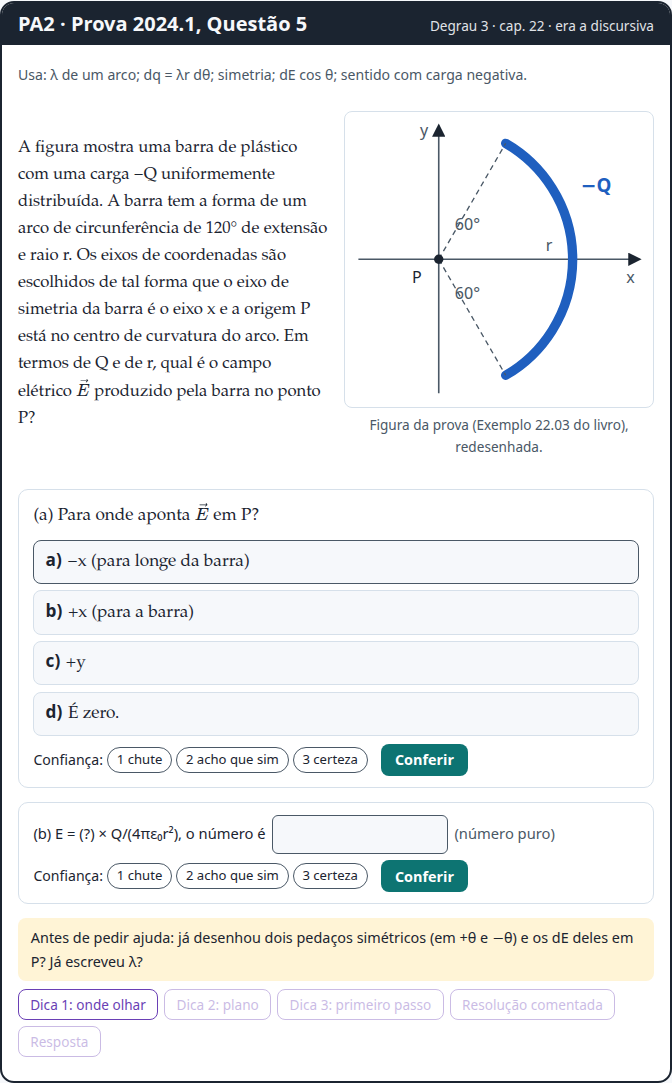 PA2 · Prova 2024.1, Questão 5
Degrau 3 · cap. 22 · era a discursiva
Usa: λ de um arco; dq = λr dθ; simetria; dE cos θ; sentido com carga negativa.
A figura mostra uma barra de plástico
com uma carga −Q uniformemente
distribuída. A barra tem a forma de um
arco de circunferência de 120° de extensão
e raio r. Os eixos de coordenadas são
escolhidos de tal forma que o eixo de
simetria da barra é o eixo x e a origem P
está no centro de curvatura do arco. Em
termos de Q e de r, qual é o campo
elétrico E⃗ produzido pela barra no ponto
P?
y
−Q
60°
r
P
x
60°
Figura da prova (Exemplo 22.03 do livro),
redesenhada.
(a) Para onde aponta E⃗ em P?
a) −x (para longe da barra)
b) +x (para a barra)
c) +y
d) É zero.
Confiança: 1 chute 2 acho que sim 3 certeza Conferir
(b) E = (?) × Q/(4πε₀r²), o número é (número puro)
Confiança: 1 chute 2 acho que sim 3 certeza Conferir
Antes de pedir ajuda: já desenhou dois pedaços simétricos (em +θ e −θ) e os dE deles em
P? Já escreveu λ?
Dica 1: onde olhar Dica 2: plano Dica 3: primeiro passo Resolução comentada
Resposta